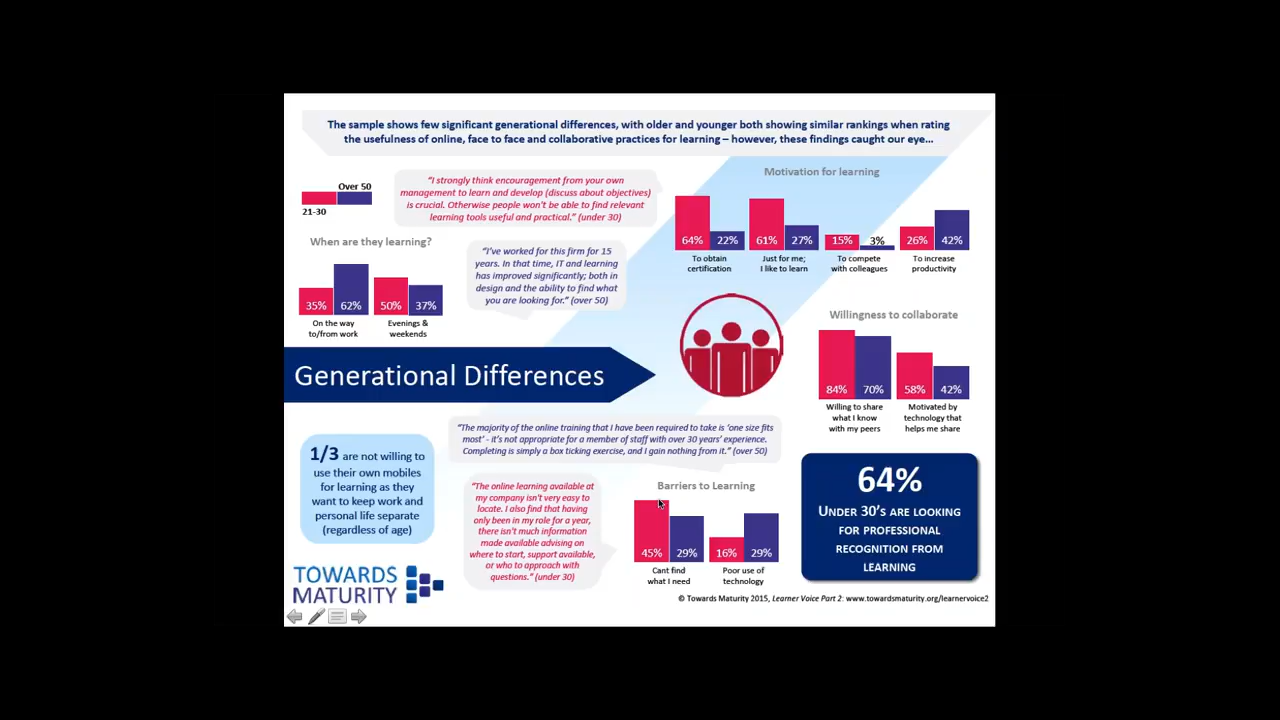 The sample shows few significant generational differences, with older and younger both showing similar rankings when rating
the usefulness of online, face to face and collaborative practices for learning – however, these findings caught our eye...
Over 50
21-30
"I strongly think encouragement from your own
management to learn and develop (discuss about objectives)
is crucial. Otherwise people won't be able to find relevant
learning tools useful and practical." (under 30)
When are they learning?
35%
62%
50%
37%
On the way
to/from work
Evenings &
weekends
"I've worked for this firm for 15
years. In that time, IT and learning
has improved significantly; both in
design and the ability to find what
you are looking for." (over 50)
Motivation for learning
64%
22%
61%
27%
15%
3%
26%
42%
To obtain
certification
Just for me;
I like to learn
To compete
with colleagues
To increase
productivity
Willingness to collaborate
84%
70%
58%
42%
Willing to share
what I know
with my peers
Motivated by
technology that
helps me share
Generational Differences
1/3 are not willing to
use their own mobiles
for learning as they
want to keep work and
personal life separate
(regardless of age)
"The majority of the online training that I have been required to take is 'one size fits
most' - it's not appropriate for a member of staff with over 30 years' experience.
Completing is simply a box ticking exercise, and I gain nothing from it." (over 50)
"The online learning available at
my company isn't very easy to
locate. I also find that having
only been in my role for a year,
there isn't much information
made available advising on
where to start, support available,
or who to approach with
questions." (under 30)
Barriers to Learning
45%
29%
16%
29%
Cant find
what I need
Poor use of
technology
64%
UNDER 30'S ARE LOOKING
FOR PROFESSIONAL
RECOGNITION FROM
LEARNING
TOWARDS
MATURITY
© Towards Maturity 2015, Learner Voice Part 2: www.towardsmaturity.org/learnervoice2